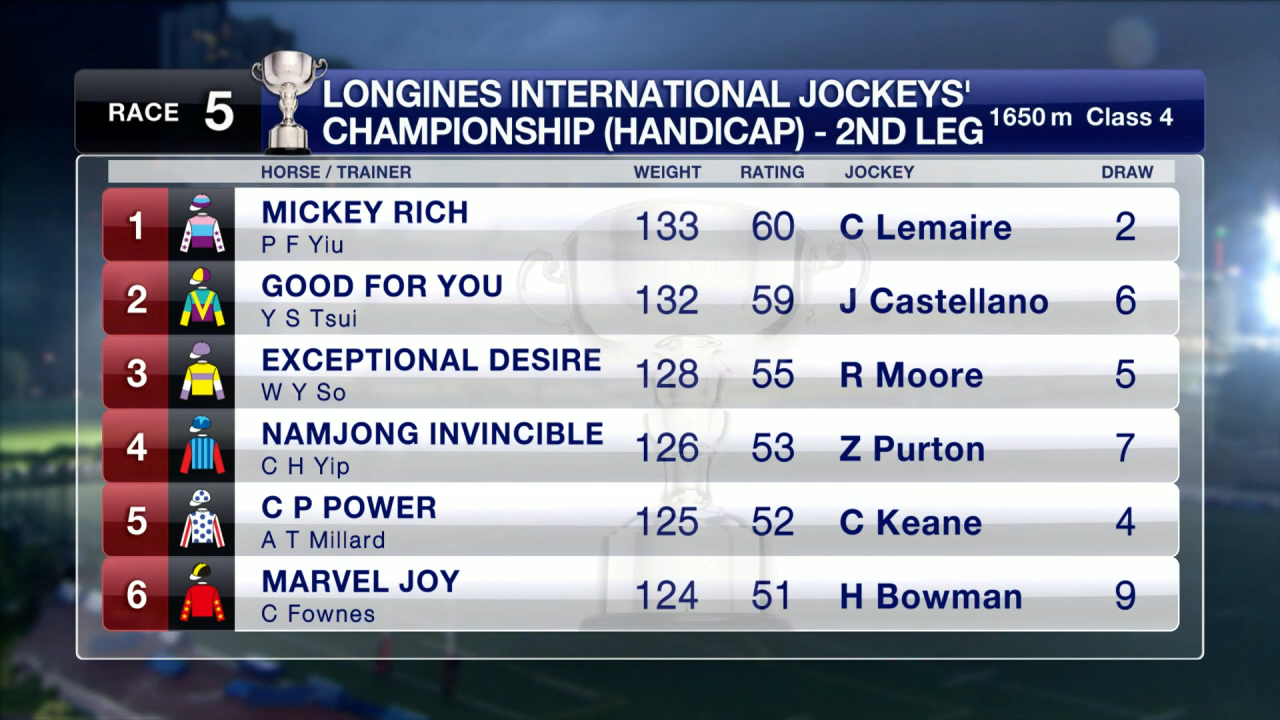 RACE 5 LONGINES INTERNATIONAL JOCKEYS'
CHAMPIONSHIP (HANDICAP) - 2ND LEG 1650 m Class 4
HORSE / TRAINER WEIGHT RATING JOCKEY DRAW
1 MICKEY RICH 133 60 C Lemaire 2
P F Yiu
2 GOOD FOR YOU 132 59 J Castellano 6
Y S Tsui
3 EXCEPTIONAL DESIRE 128 55 R Moore 5
W Y So
4 NAMJONG INVINCIBLE 126 53 Z Purton 7
C H Yip
5 C P POWER 125 52 C Keane 4
A T Millard
6 MARVEL JOY 124 51 H Bowman 9
C Fownes